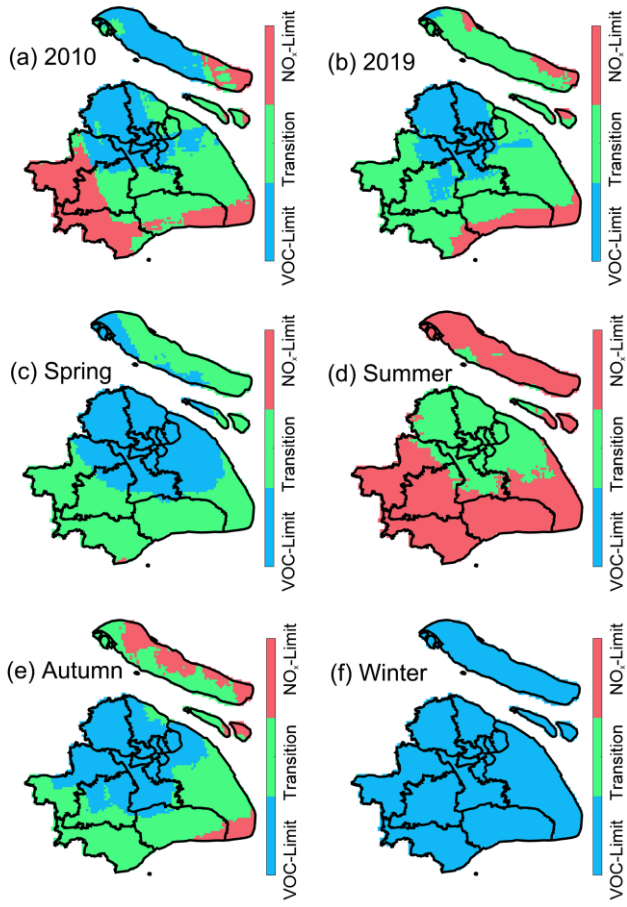 (a) 2010
VOC-Limit Transition NOₓ-Limit
(b) 2019
VOC-Limit Transition NOₓ-Limit
(c) Spring
VOC-Limit Transition NOₓ-Limit
(d) Summer
VOC-Limit Transition NOₓ-Limit
(e) Autumn
VOC-Limit Transition NOₓ-Limit
(f) Winter
VOC-Limit Transition NOₓ-Limit